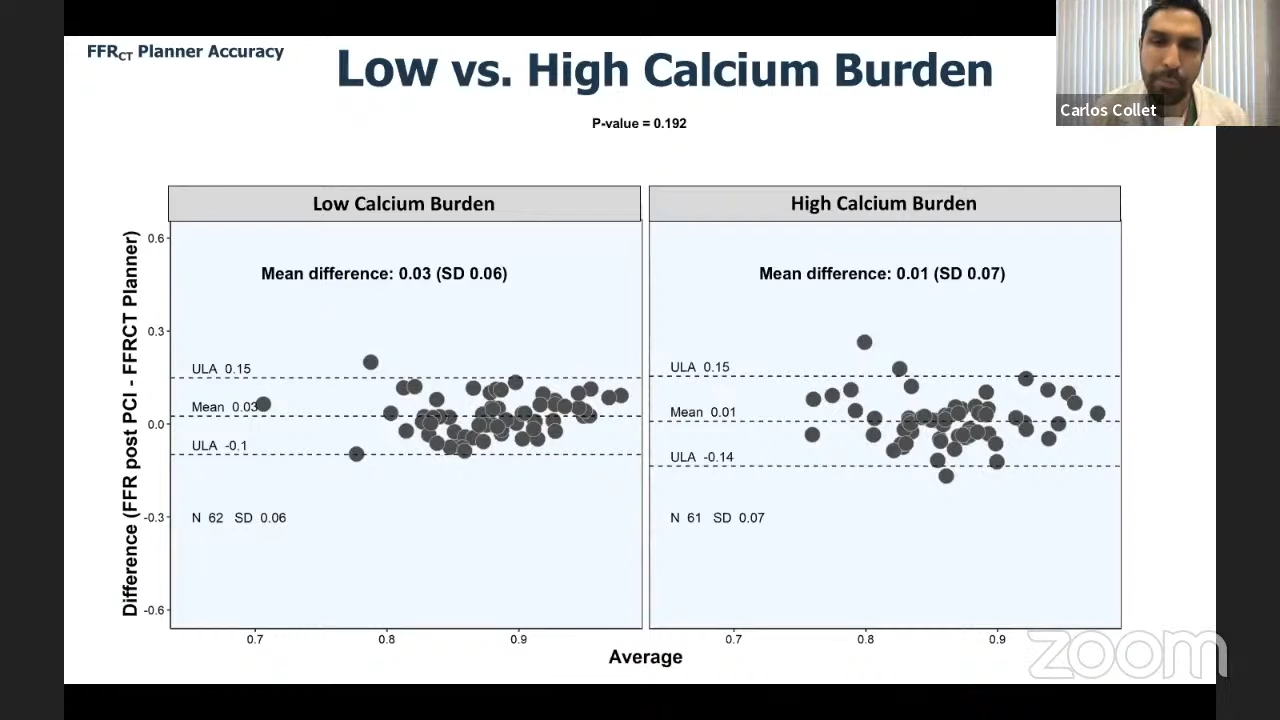 FFRCT Planner Accuracy
Low vs. High Calcium Burden
Carlos Collet
P-value = 0.192
Low Calcium Burden
High Calcium Burden
Difference (FFR post PCI - FFRCT Planner)
0.6
0.3
0.0
-0.3
-0.6
Mean difference: 0.03 (SD 0.06)
ULA 0.15
Mean 0.03
ULA -0.1
N 62 SD 0.06
Mean difference: 0.01 (SD 0.07)
ULA 0.15
Mean 0.01
ULA -0.14
N 61 SD 0.07
0.7 0.8 0.9
0.7 0.8 0.9
Average
zoom